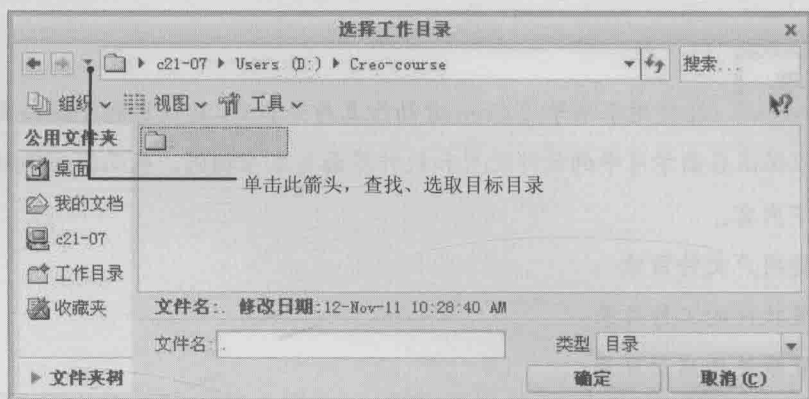 选择工作目录
c21-07 Users (D:) Creo-course 搜索...
组织 视图 工具
公用文件夹
桌面
单击此箭头，查找、选取目标目录
我的文档
c21-07
工作目录
收藏夹
文件名:. 修改日期:12-Nov-11 10:28:40 AM
文件名: .
类型 目录
文件夹树
确定 取消(C)